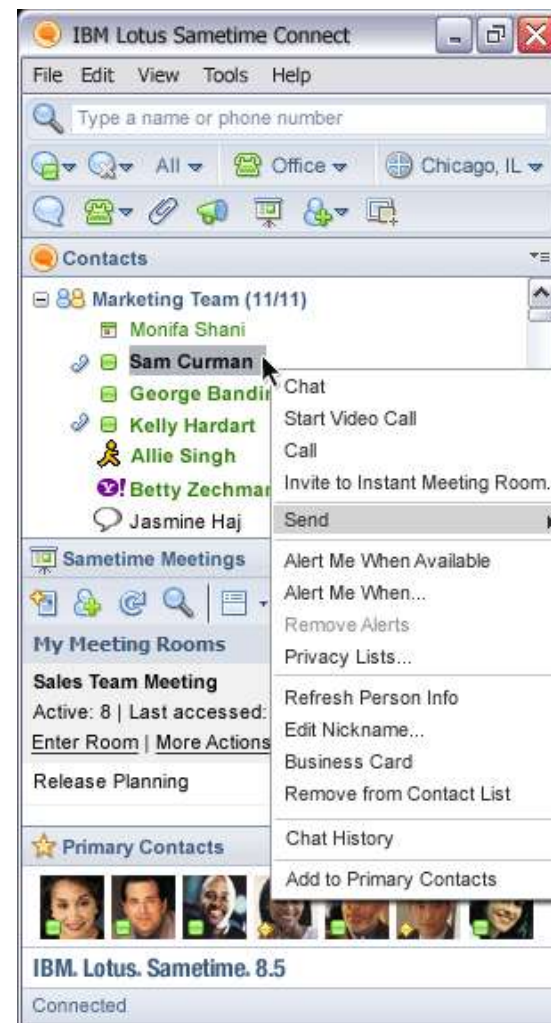 IBM Lotus Sametime Connect
File Edit View Tools Help
Type a name or phone number
All Office Chicago, IL
Contacts
Marketing Team (11/11)
Monifa Shani
Sam Curman
George Bandi
Kelly Hardart
Allie Singh
Betty Zechma
Jasmine Haj
Chat
Start Video Call
Call
Invite to Instant Meeting Room.
Send
Alert Me When Available
Alert Me When...
Remove Alerts
Privacy Lists...
Refresh Person Info
Edit Nickname...
Business Card
Remove from Contact List
Chat History
Add to Primary Contacts
Sametime Meetings
My Meeting Rooms
Sales Team Meeting
Active: 8 | Last accessed:
Enter Room | More Actions
Release Planning
Primary Contacts
IBM. Lotus. Sametime. 8.5
Connected